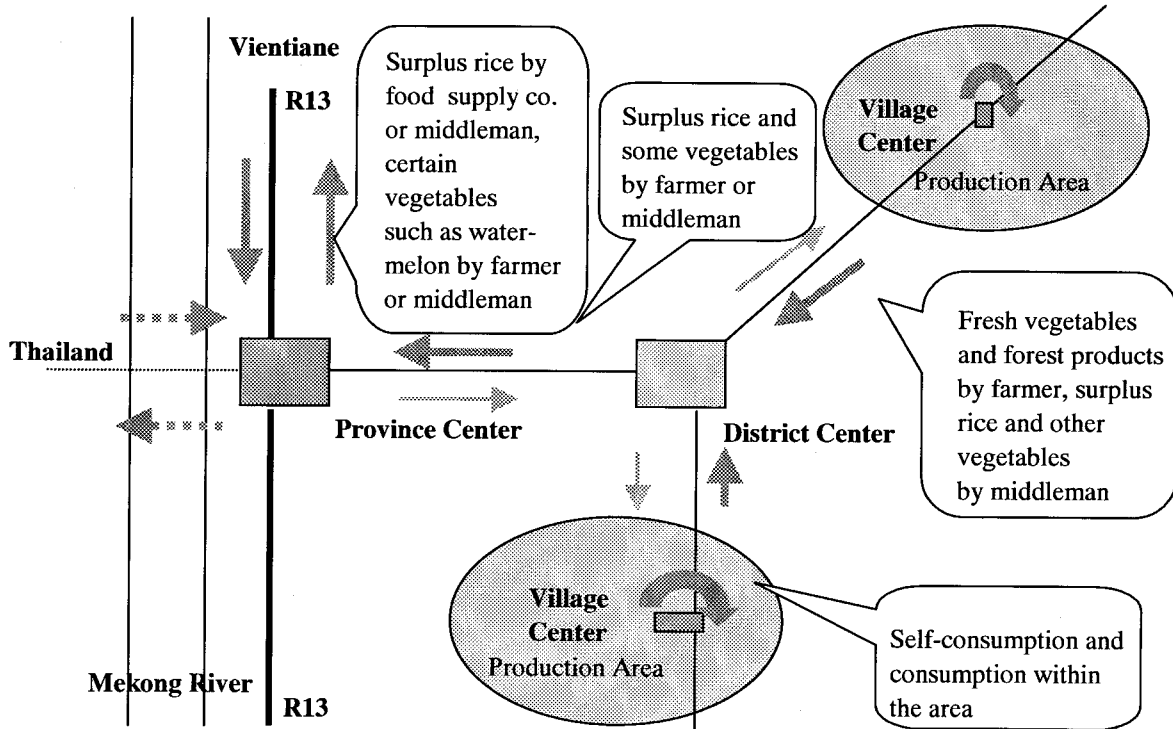 Vientiane
R13
Surplus rice by
food supply co.
or middleman,
certain
vegetables
such as water-
melon by farmer
or middleman
Surplus rice and
some vegetables
by farmer or
middleman
Village
Center
Production Area
Thailand
Province Center
District Center
Fresh vegetables
and forest products
by farmer, surplus
rice and other
vegetables
by middleman
Village
Center
Production Area
Self-consumption and
consumption within
the area
Mekong River
R13